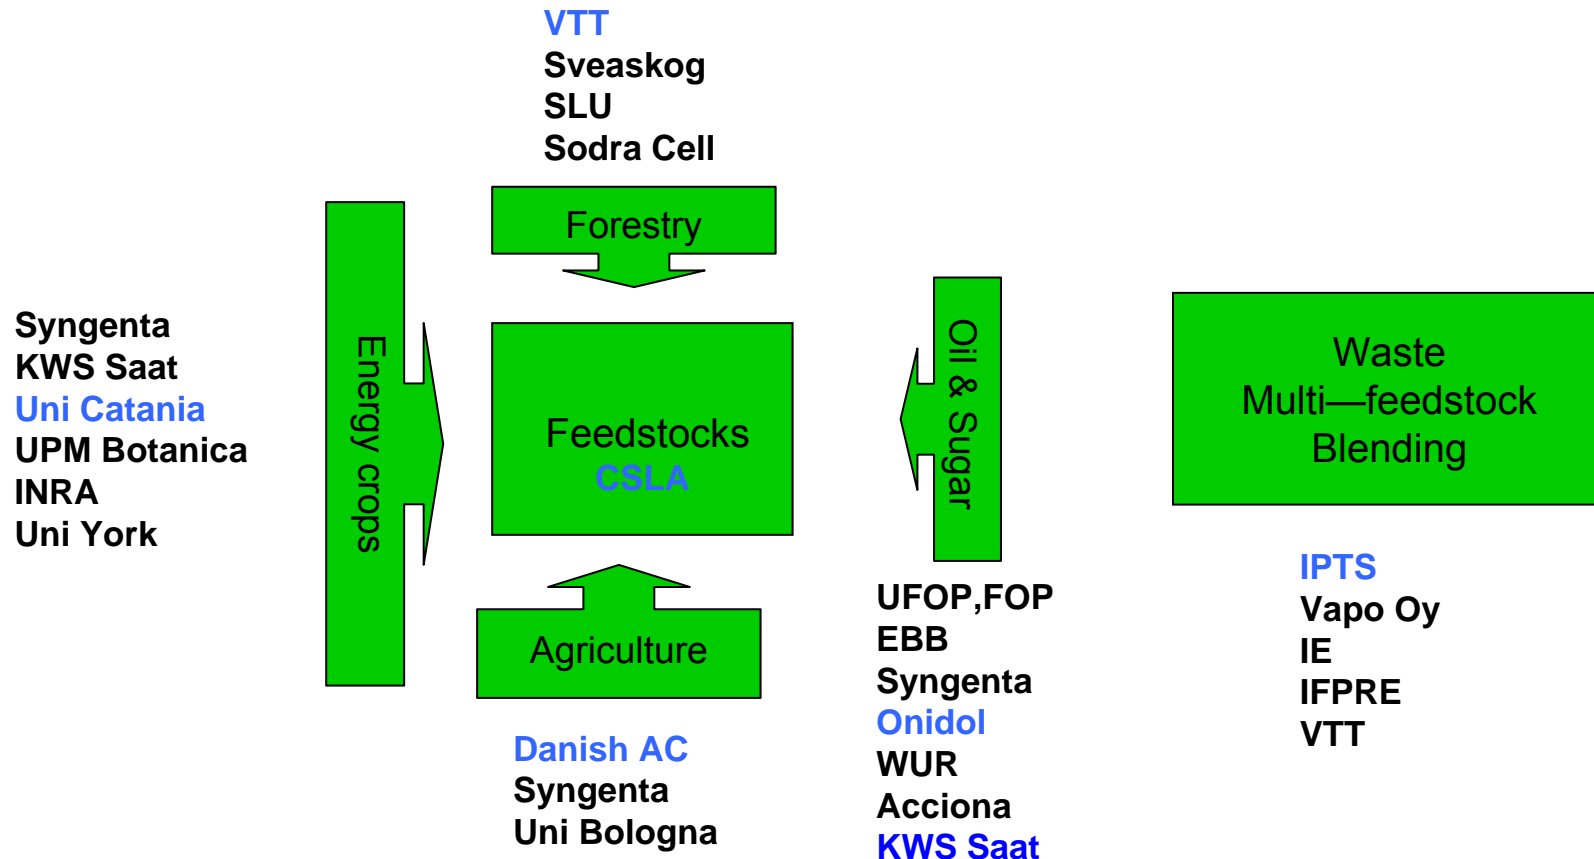 VTT
Sveaskog
SLU
Sodra Cell
Forestry
Syngenta
KWS Saat
Uni Catania
UPM Botanica
INRA
Uni York
Energy crops
Feedstocks
CSLA
Oil & Sugar
Waste
Multi—feedstock
Blending
Agriculture
Danish AC
Syngenta
Uni Bologna
UFOP,FOP
EBB
Syngenta
Onidol
WUR
Acciona
KWS Saat
IPTS
Vapo Oy
IE
IFPRE
VTT